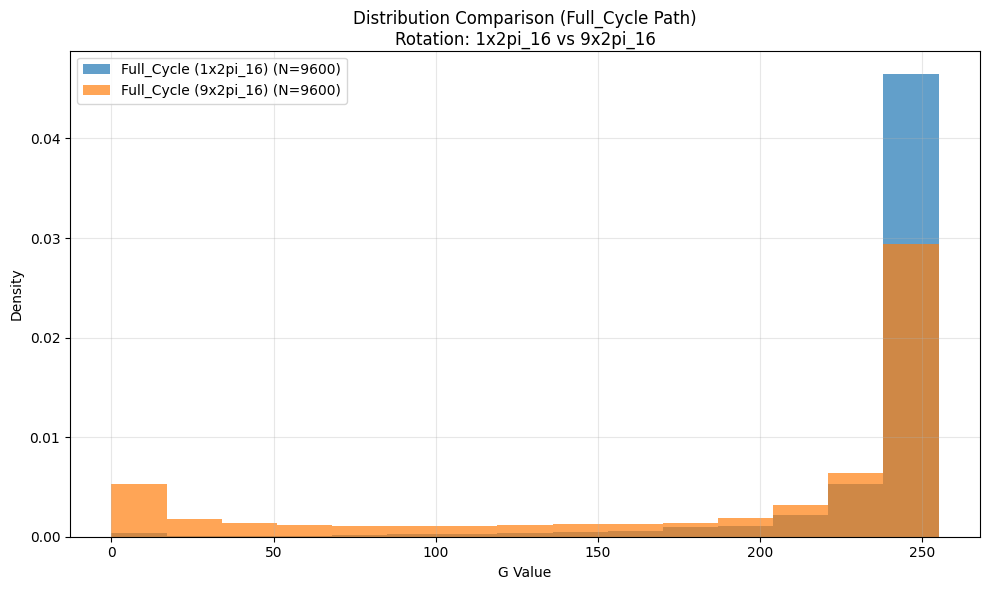 Distribution Comparison (Full_Cycle Path)
Rotation: 1x2pi_16 vs 9x2pi_16
Full_Cycle (1x2pi_16) (N=9600)
Full_Cycle (9x2pi_16) (N=9600)
0.04
0.03
0.02
0.01
0.00
Density
0 50 100 150 200 250
G Value